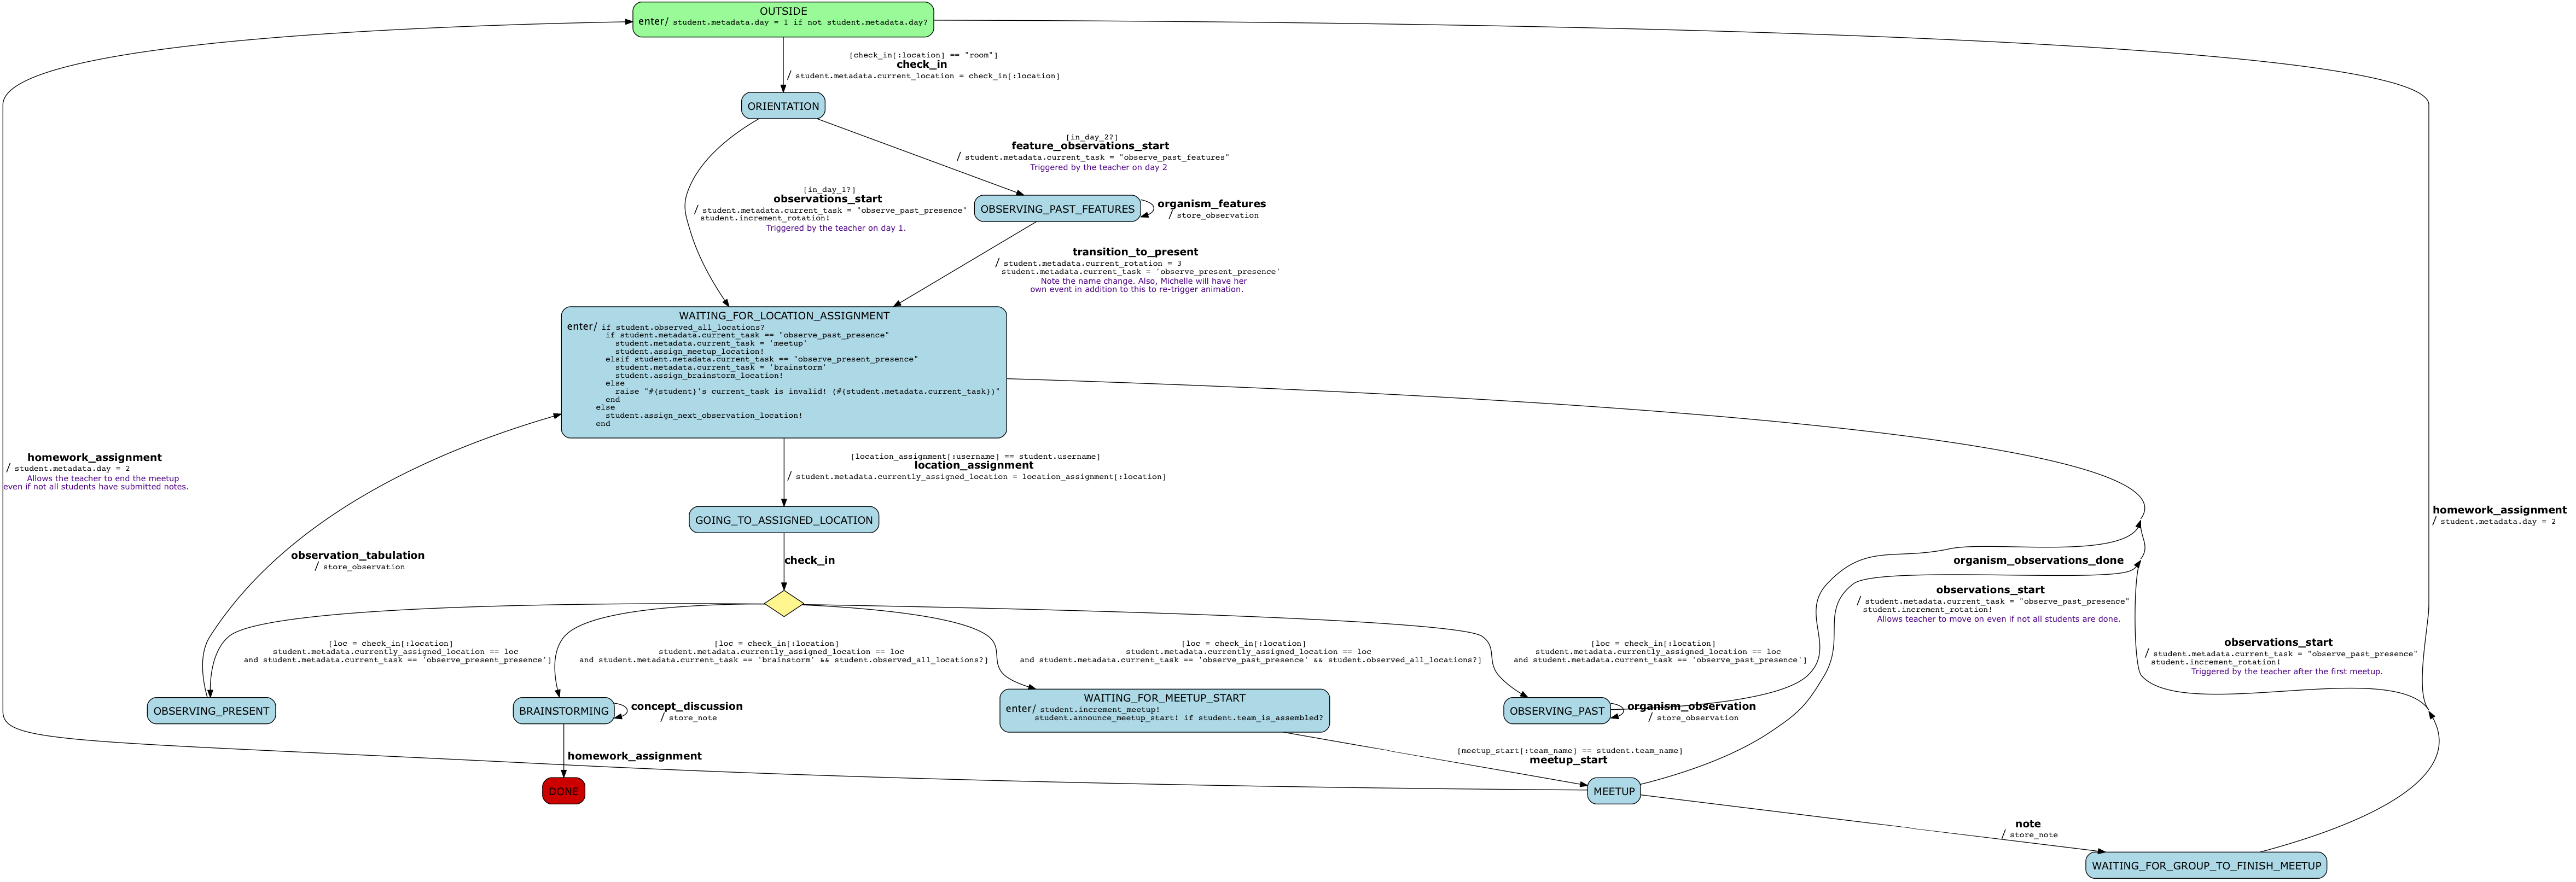 OUTSIDE
enter/ student.metadata.day = 1 if not student.metadata.day?
[check_in[:location] == "room"]
check_in
/ student.metadata.current_location = check_in[:location]
ORIENTATION
[in_day_2?]
feature_observations_start
/ student.metadata.current_task = "observe_past_features"
Triggered by the teacher on day 2
[in_day_1?]
observations_start
/ student.metadata.current_task = "observe_past_presence"
student.increment_rotation!
Triggered by the teacher on day 1.
OBSERVING_PAST_FEATURES
organism_features
/ store_observation
transition_to_present
/ student.metadata.current_rotation = 3
student.metadata.current_task = 'observe_present_presence'
Note the name change. Also, Michelle will have her
own event in addition to this to re-trigger animation.
WAITING_FOR_LOCATION_ASSIGNMENT
enter/ if student.observed_all_locations?
if student.metadata.current_task == "observe_past_presence"
student.metadata.current_task = 'meetup'
student.assign_meetup_location!
elsif student.metadata.current_task == "observe_present_presence"
student.metadata.current_task = 'brainstorm'
student.assign_brainstorm_location!
else
raise "#{student}'s current_task is invalid! (#{student.metadata.current_task})"
end
else
student.assign_next_observation_location!
end
homework_assignment
/ student.metadata.day = 2
Allows the teacher to end the meetup
even if not all students have submitted notes.
[location_assignment[:username] == student.username]
location_assignment
/ student.metadata.currently_assigned_location = location_assignment[:location]
homework_assignment
/ student.metadata.day = 2
GOING_TO_ASSIGNED_LOCATION
observation_tabulation
/ store_observation
check_in
organism_observations_done
observations_start
/ student.metadata.current_task = "observe_past_presence"
student.increment_rotation!
Allows teacher to move on even if not all students are done.
[loc = check_in[:location]
student.metadata.currently_assigned_location == loc
and student.metadata.current_task == 'observe_present_presence']
[loc = check_in[:location]
student.metadata.currently_assigned_location == loc
and student.metadata.current_task == 'brainstorm' && student.observed_all_locations?]
[loc = check_in[:location]
student.metadata.currently_assigned_location == loc
and student.metadata.current_task == 'observe_past_presence' && student.observed_all_locations?]
[loc = check_in[:location]
student.metadata.currently_assigned_location == loc
and student.metadata.current_task == 'observe_past_presence']
observations_start
/ student.metadata.current_task = "observe_past_presence"
student.increment_rotation!
Triggered by the teacher after the first meetup.
OBSERVING_PRESENT
BRAINSTORMING
concept_discussion
/ store_note
WAITING_FOR_MEETUP_START
enter/ student.increment_meetup!
student.announce_meetup_start! if student.team_is_assembled?
OBSERVING_PAST
organism_observation
/ store_observation
homework_assignment
[meetup_start[:team_name] == student.team_name]
meetup_start
DONE
MEETUP
note
/ store_note
WAITING_FOR_GROUP_TO_FINISH_MEETUP